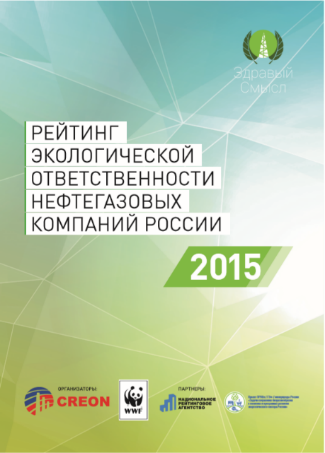 Здравый
Смысл
РЕЙТИНГ
ЭКОЛОГИЧЕСКОЙ
ОТВЕТСТВЕННОСТИ
НЕФТЕГАЗОВЫХ
КОМПАНИЙ РОССИИ
2015
ОРГАНИЗАТОРЫ:
CREON
WWF
ПАРТНЕРЫ:
НАЦИОНАЛЬНОЕ
РЕЙТИНГОВОЕ
АГЕНТСТВО